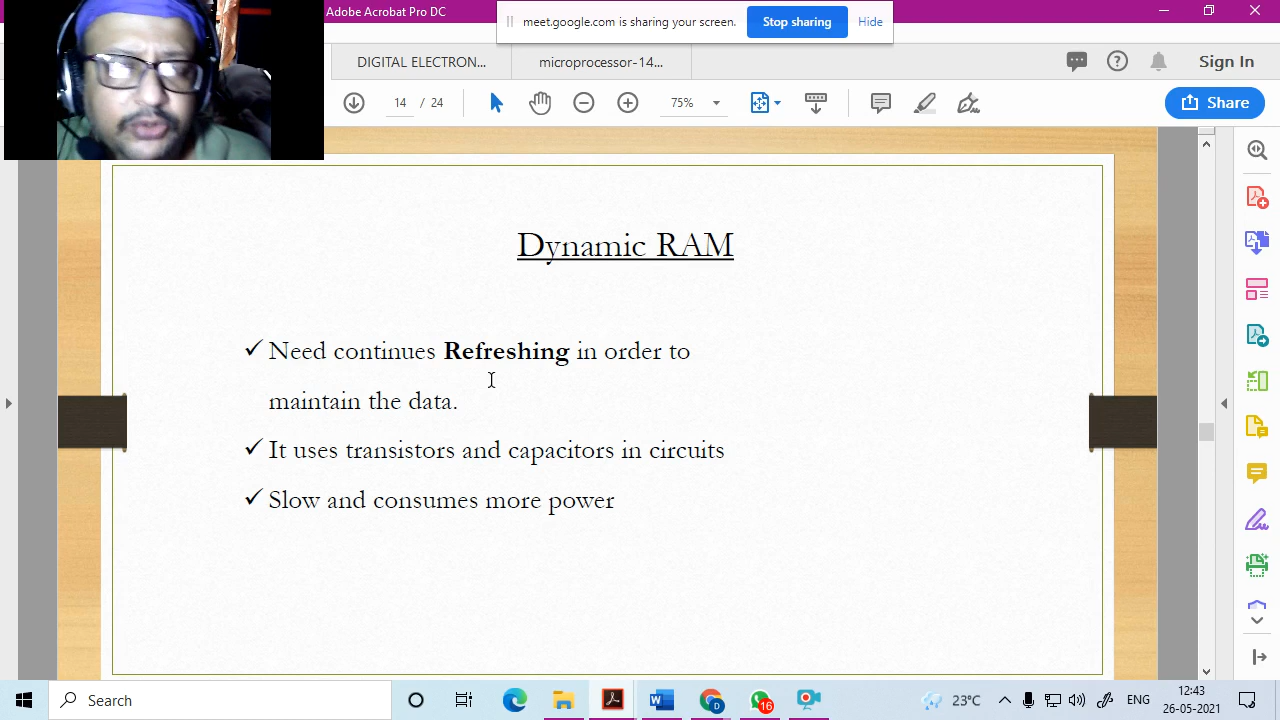 Adobe Acrobat Pro DC
meet.google.com is sharing your screen. Stop sharing Hide
DIGITAL ELECTRON... microprocessor-14...
Sign In
14 / 24
75%
Share
Dynamic RAM
Need continues Refreshing in order to
maintain the data.
It uses transistors and capacitors in circuits
Slow and consumes more power
Search
16
23°C
ENG
12:43
26-05-2021